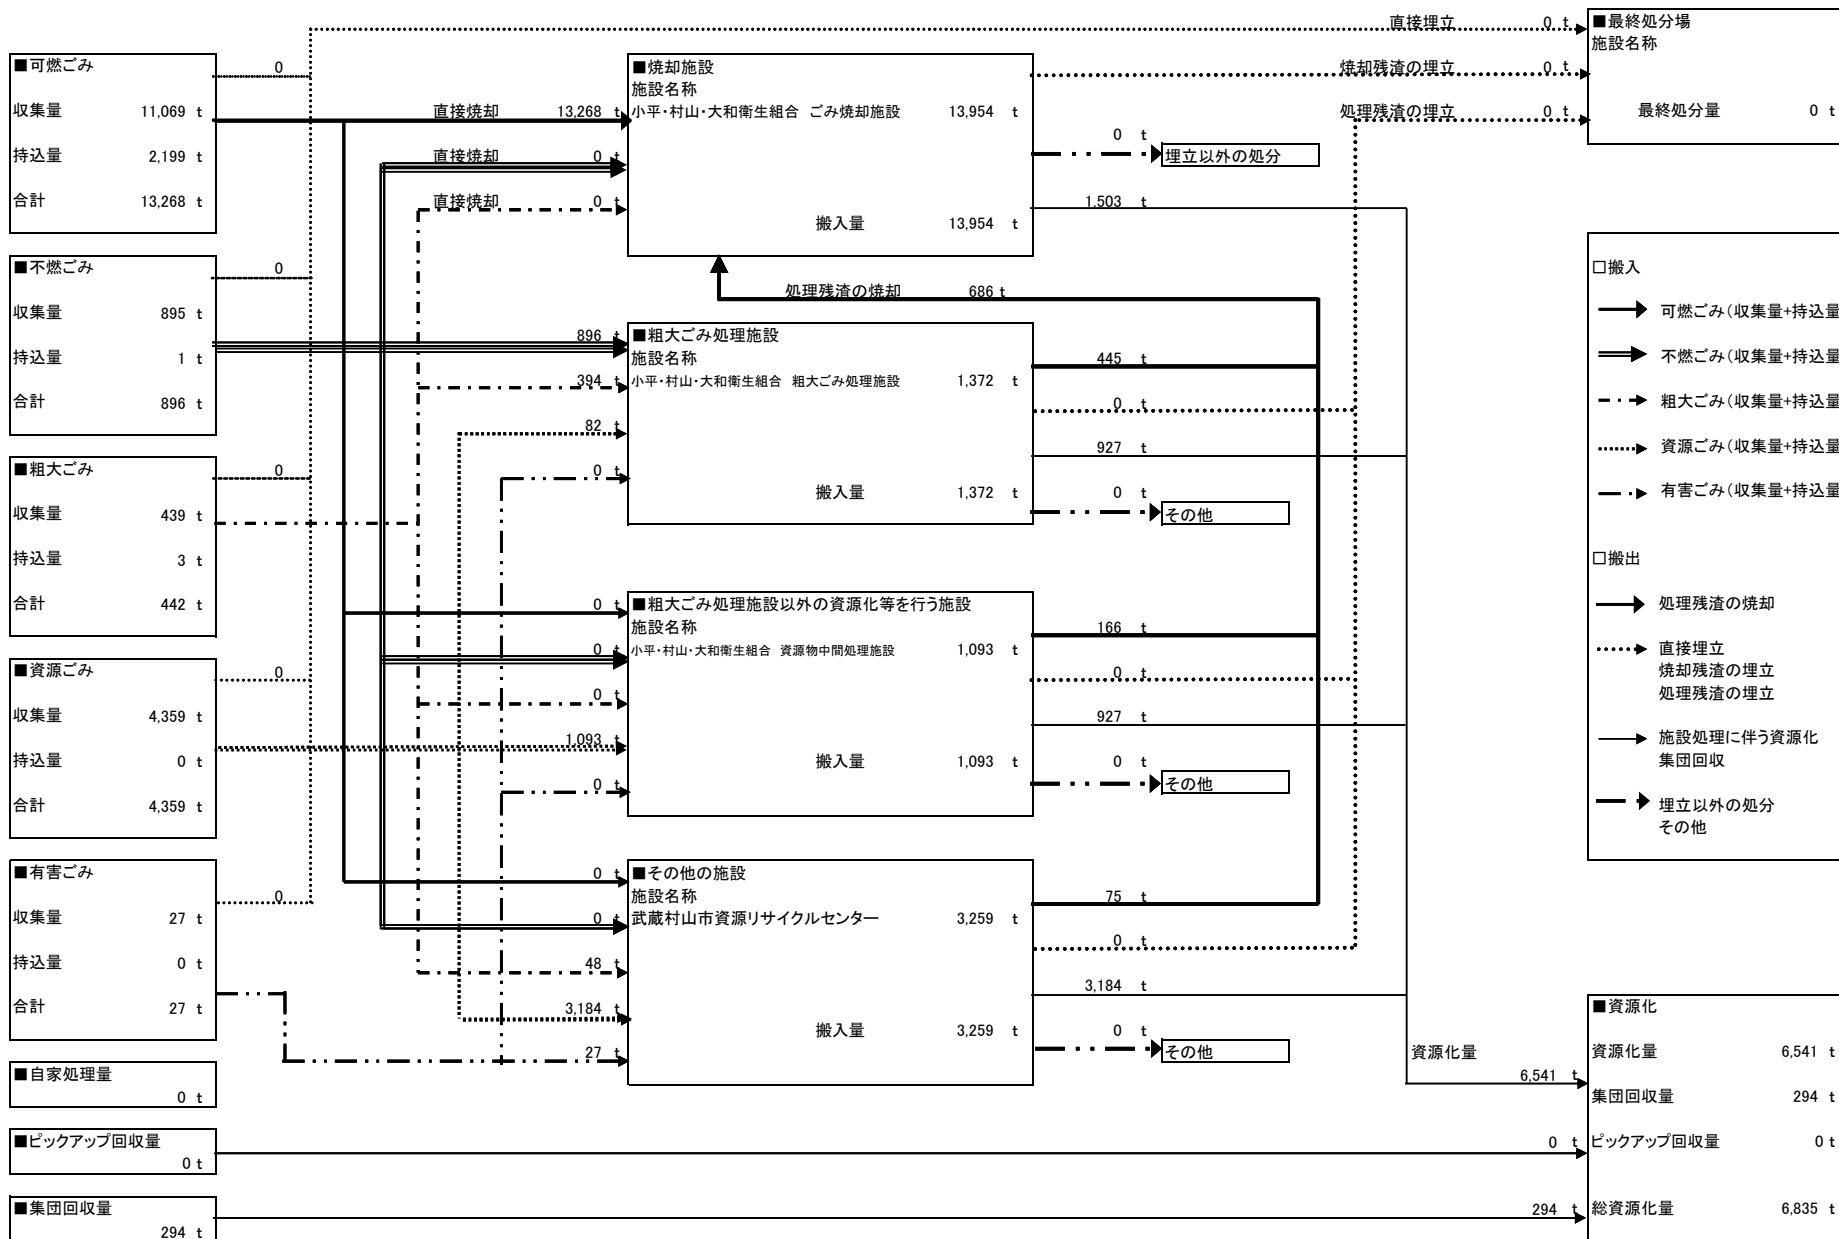 ■可燃ごみ
収集量 11,069 t
持込量 2,199 t
合計 13,268 t
0
■不燃ごみ
収集量 895 t
持込量 1 t
合計 896 t
0
■粗大ごみ
収集量 439 t
持込量 3 t
合計 442 t
0
■資源ごみ
収集量 4,359 t
持込量 0 t
合計 4,359 t
0
■有害ごみ
収集量 27 t
持込量 0 t
合計 27 t
0
■自家処理量
0 t
■ピックアップ回収量
0 t
■集団回収量
294 t
直接焼却 13,268 t
直接焼却 0 t
直接焼却 0 t
■焼却施設
施設名称
小平・村山・大和衛生組合 ごみ焼却施設 13,954 t
搬入量 13,954 t
0 t
埋立以外の処分
1,503 t
処理残渣の焼却 686 t
896 t
394 t
82 t
0 t
■粗大ごみ処理施設
施設名称
小平・村山・大和衛生組合 粗大ごみ処理施設 1,372 t
搬入量 1,372 t
445 t
0 t
927 t
0 t
その他
0 t
0 t
0 t
1,093 t
0 t
■粗大ごみ処理施設以外の資源化等を行う施設
施設名称
小平・村山・大和衛生組合 資源物中間処理施設 1,093 t
搬入量 1,093 t
166 t
0 t
927 t
0 t
その他
0 t
0 t
48 t
3,184 t
27 t
■その他の施設
施設名称
武蔵村山市資源リサイクルセンター 3,259 t
搬入量 3,259 t
75 t
0 t
3,184 t
0 t
その他
直接埋立 0 t
焼却残渣の埋立 0 t
処理残渣の埋立 0 t
■最終処分場
施設名称
最終処分量 0 t
□搬入
可燃ごみ(収集量+持込量
不燃ごみ(収集量+持込量
粗大ごみ(収集量+持込量
資源ごみ(収集量+持込量
有害ごみ(収集量+持込量
□搬出
処理残渣の焼却
直接埋立
焼却残渣の埋立
処理残渣の埋立
施設処理に伴う資源化
集団回収
埋立以外の処分
その他
資源化量
6,541 t
0 t
294 t
■資源化
資源化量 6,541 t
集団回収量 294 t
ピックアップ回収量 0 t
総資源化量 6,835 t